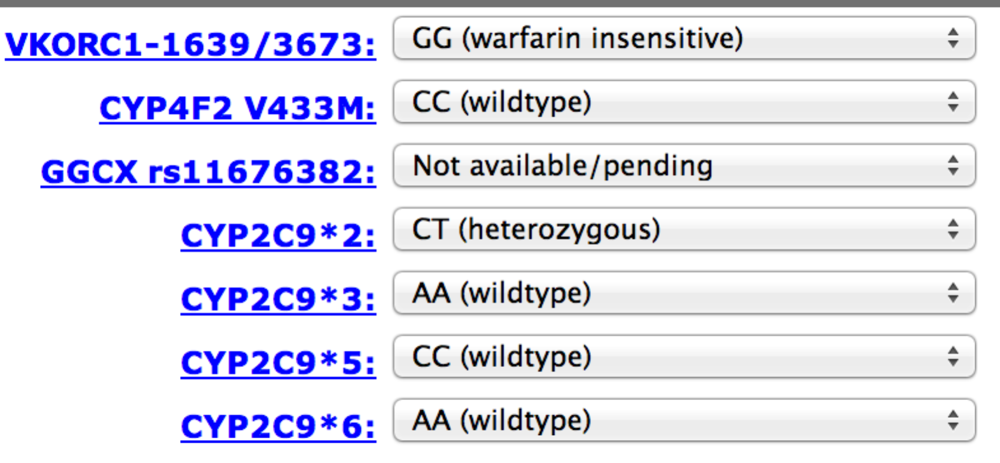 VKORC1-1639/3673: GG (warfarin insensitive)
CYP4F2 V433M: CC (wildtype)
GGCX rs11676382: Not available/pending
CYP2C9*2: CT (heterozygous)
CYP2C9*3: AA (wildtype)
CYP2C9*5: CC (wildtype)
CYP2C9*6: AA (wildtype)